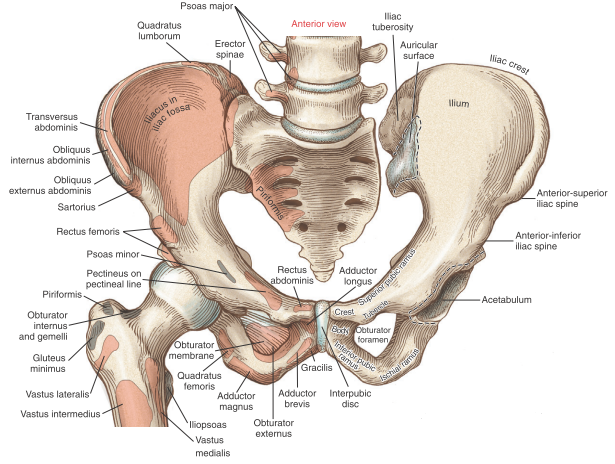 Psoas major
Anterior view
Iliac
tuberosity
Quadratus
lumborum
Erector
spinae
Auricular
surface
Iliac crest
Iliacus in
iliac fossa
Ilium
Transversus
abdominis
Obliquus
internus abdominis
Obliquus
externus abdominis
Sartorius
Piriformis
Anterior-superior
iliac spine
Rectus femoris
Anterior-inferior
iliac spine
Psoas minor
Pectineus on
pectineal line
Rectus
abdominis
Adductor
longus
Superior pubic ramus
Piriformis
Acetabulum
Obturator
internus
and gemelli
Crest
Tubercle
Body
Obturator
foramen
Obturator
membrane
Inferior pubic
ramus
Ischial ramus
Gluteus
minimus
Quadratus
femoris
Gracilis
Vastus lateralis
Adductor
magnus
Adductor
brevis
Interpubic
disc
Vastus intermedius
Iliopsoas
Obturator
externus
Vastus
medialis